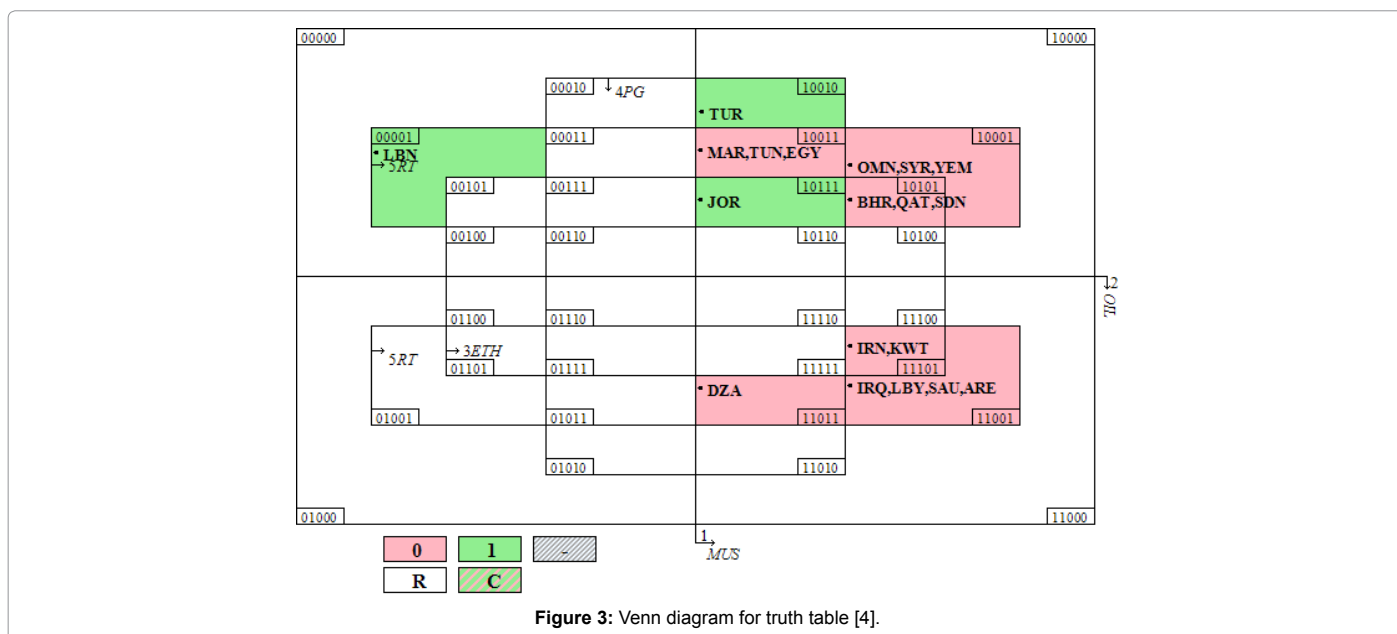 00000 10000
00010 4PG 10010
TUR
00001 00011 10011 10001
LBN MAR,TUN,EGY
5RT OMN,SYR,YEM
00101 00111 10111 10101
JOR BHR,QAT,SDN
00100 00110 10110 10100
2
OIL
01100 01110 11110 11100
5RT 3ETH IRN,KWT
01101 01111 11111 11101
DZA IRQ,LBY,SAU,ARE
01001 01011 11011 11001
01010 11010
01000 11000
1
MUS
0 1 -
R C
Figure 3: Venn diagram for truth table [4].